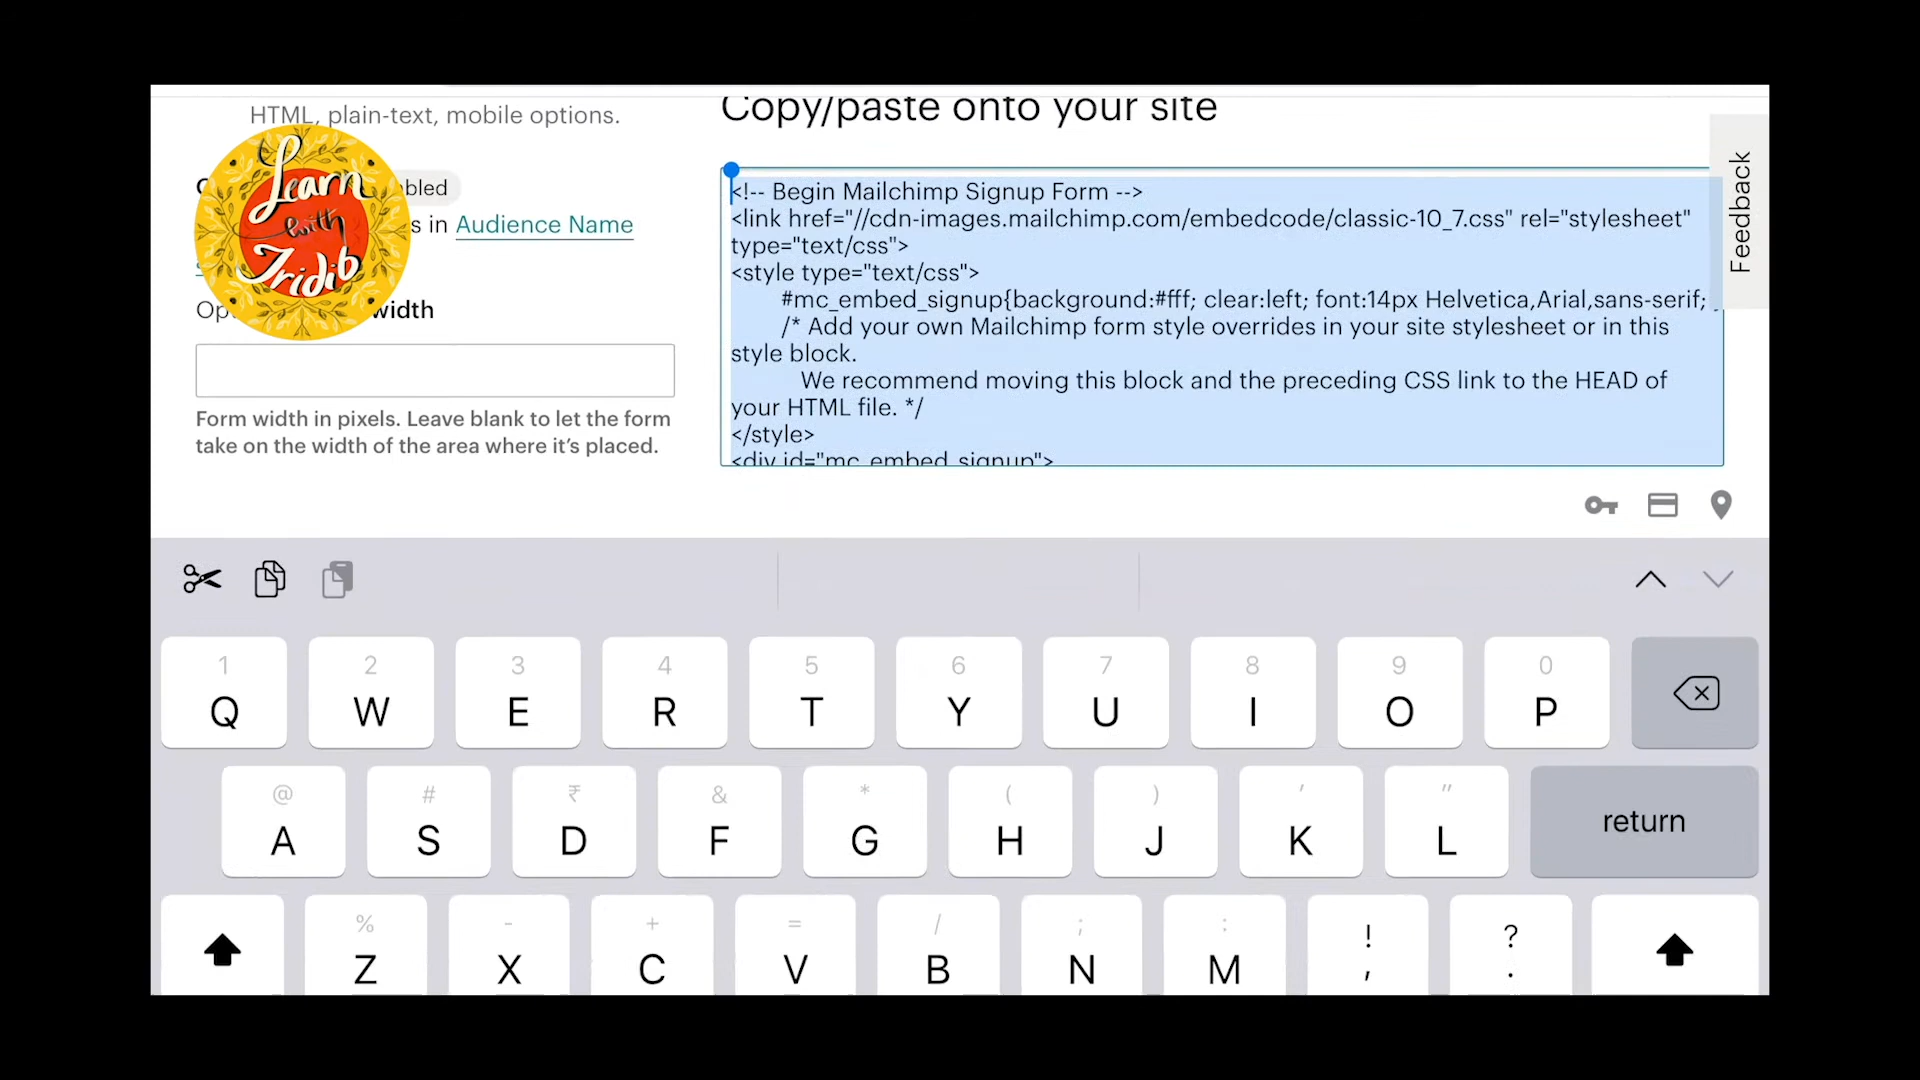 HTML, plain-text, mobile options.
bled
s in Audience Name
Op
width
Form width in pixels. Leave blank to let the form
take on the width of the area where it's placed.
Learn
with
Tridib
Copy/paste onto your site
<!-- Begin Mailchimp Signup Form -->
<link href="//cdn-images.mailchimp.com/embedcode/classic-10_7.css" rel="stylesheet"
type="text/css">
<style type="text/css">
#mc_embed_signup{background:#fff; clear:left; font:14px Helvetica,Arial,sans-serif;
/* Add your own Mailchimp form style overrides in your site stylesheet or in this
style block.
We recommend moving this block and the preceding CSS link to the HEAD of
your HTML file. */
</style>
<div id="mc_embed_signup">
Feedback
1 2 3 4 5 6 7 8 9 0
Q W E R T Y U I O P
@ # ₹ & * ( ) ' "
A S D F G H J K L return
% - + = / ; : ! ?
Z X C V B N M , .